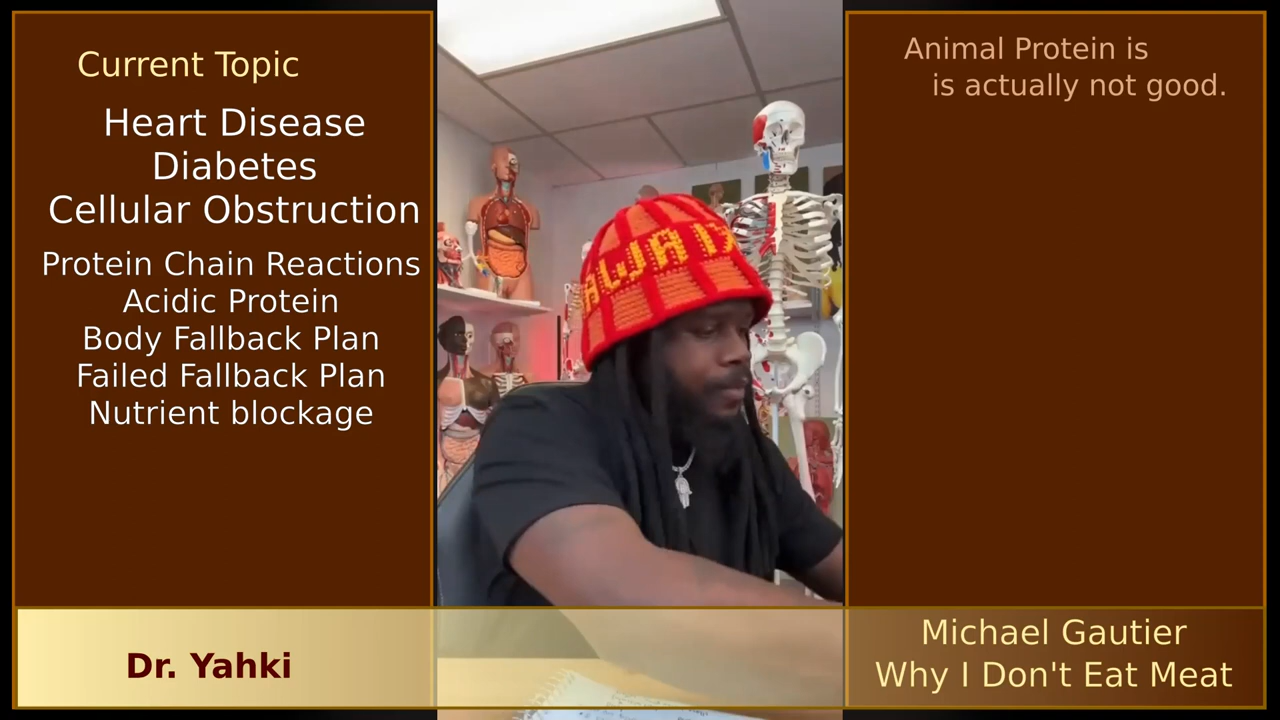 Current Topic
Heart Disease
Diabetes
Cellular Obstruction
Protein Chain Reactions
Acidic Protein
Body Fallback Plan
Failed Fallback Plan
Nutrient blockage
Animal Protein is
is actually not good.
Dr. Yahki
Michael Gautier
Why I Don't Eat Meat